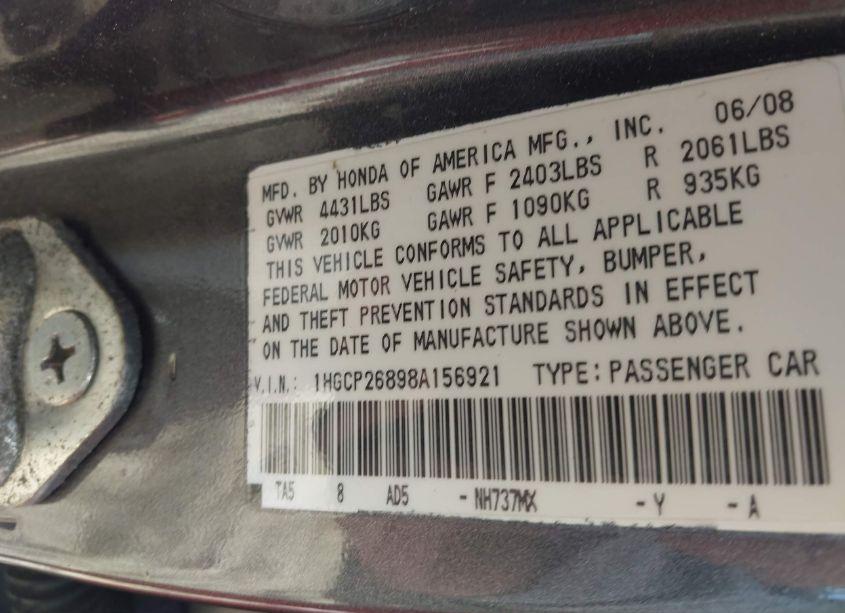 MFD. BY HONDA OF AMERICA MFG., INC. 06/08
GVWR 4431LBS GAWR F 2403LBS R 2061LBS
GVWR 2010KG GAWR F 1090KG R 935KG
THIS VEHICLE CONFORMS TO ALL APPLICABLE
FEDERAL MOTOR VEHICLE SAFETY, BUMPER,
AND THEFT PREVENTION STANDARDS IN EFFECT
ON THE DATE OF MANUFACTURE SHOWN ABOVE.
V.I.N.: 1HGCP26898A156921 TYPE: PASSENGER CAR
TA5 8 AD5 - NH737MX - Y - A